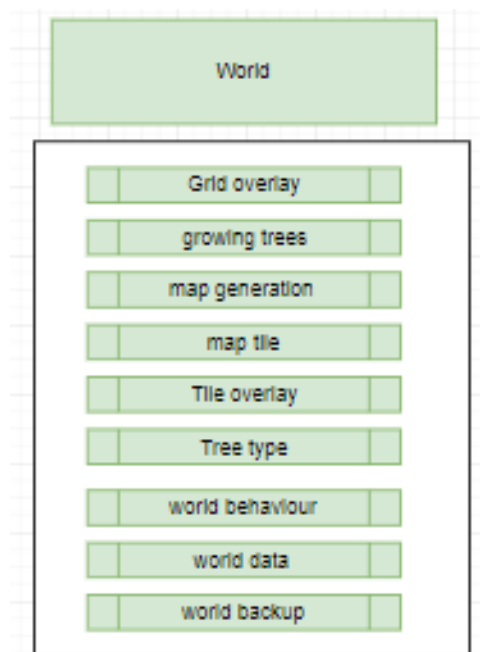 World
Grid overlay
growing trees
map generation
map tile
Tile overlay
Tree type
world behaviour
world data
world backup